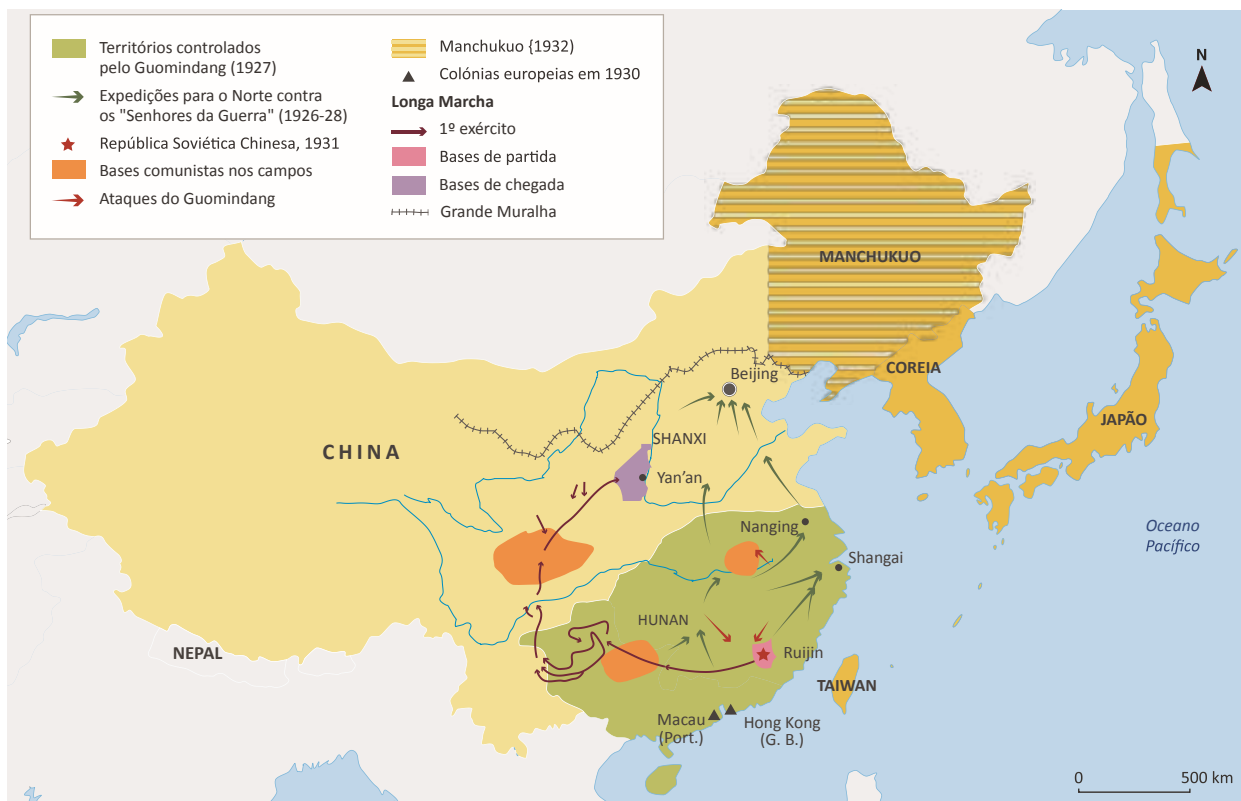 Territórios controlados
pelo Guomindang (1927)
Expedições para o Norte contra
os "Senhores da Guerra" (1926-28)
República Soviética Chinesa, 1931
Bases comunistas nos campos
Ataques do Guomindang
Manchukuo {1932)
Colónias europeias em 1930
Longa Marcha
1º exército
Bases de partida
Bases de chegada
Grande Muralha
N
MANCHUKUO
Beijing
COREIA
JAPÃO
SHANXI
CHINA
Yan'an
Nanging
Oceano
Pacífico
Shangai
HUNAN
NEPAL
Ruijin
TAIWAN
Macau
(Port.)
Hong Kong
(G. B.)
0 500 km